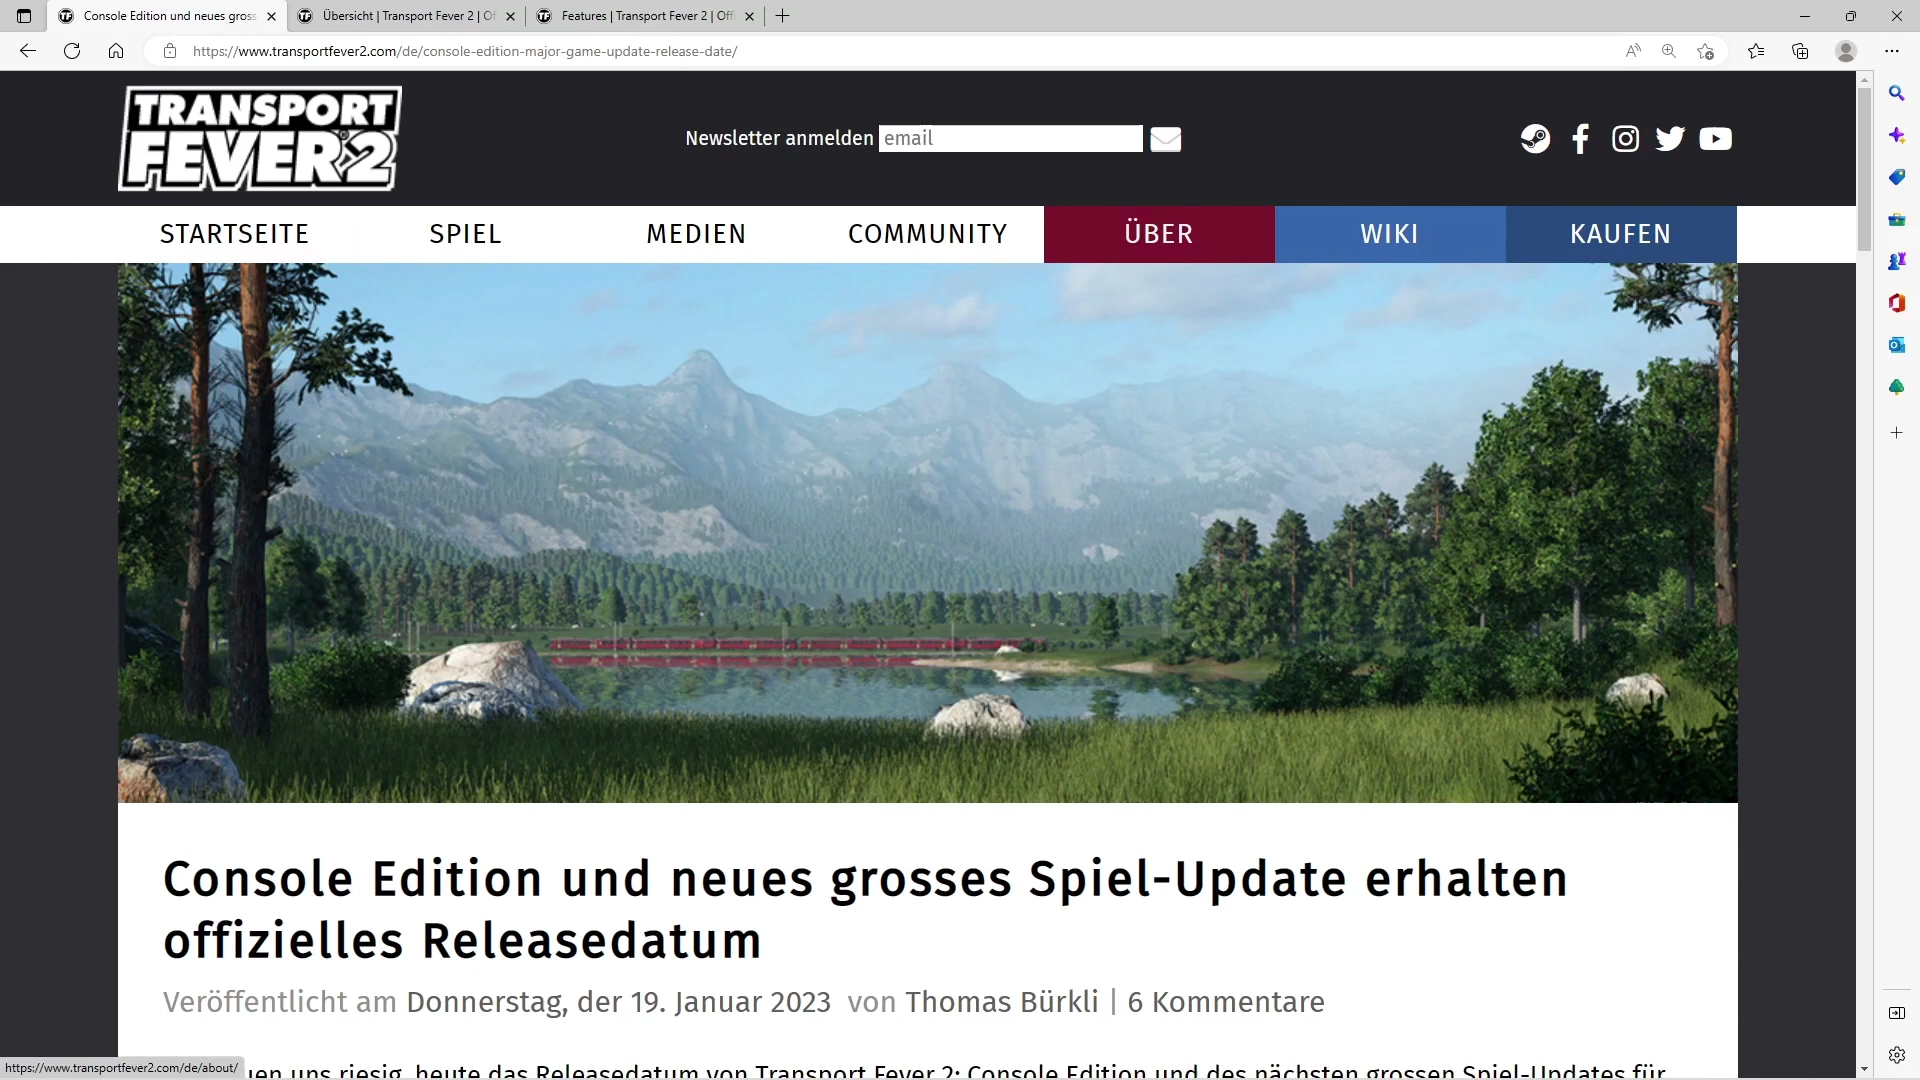 Console Edition und neues gross
Übersicht | Transport Fever 2 | Of
Features | Transport Fever 2 | Offi
https://www.transportfever2.com/de/console-edition-major-game-update-release-date/
TRANSPORT
FEVER 2
Newsletter anmelden email
STARTSEITE SPIEL MEDIEN COMMUNITY ÜBER WIKI KAUFEN
Console Edition und neues grosses Spiel-Update erhalten
offizielles Releasedatum
Veröffentlicht am Donnerstag, der 19. Januar 2023 von Thomas Bürkli | 6 Kommentare
uns riesig, heute das Releasedatum von Transport Fever 2: Console Edition und des nächsten grossen Spiel-Updates für
https://www.transportfever2.com/de/about/